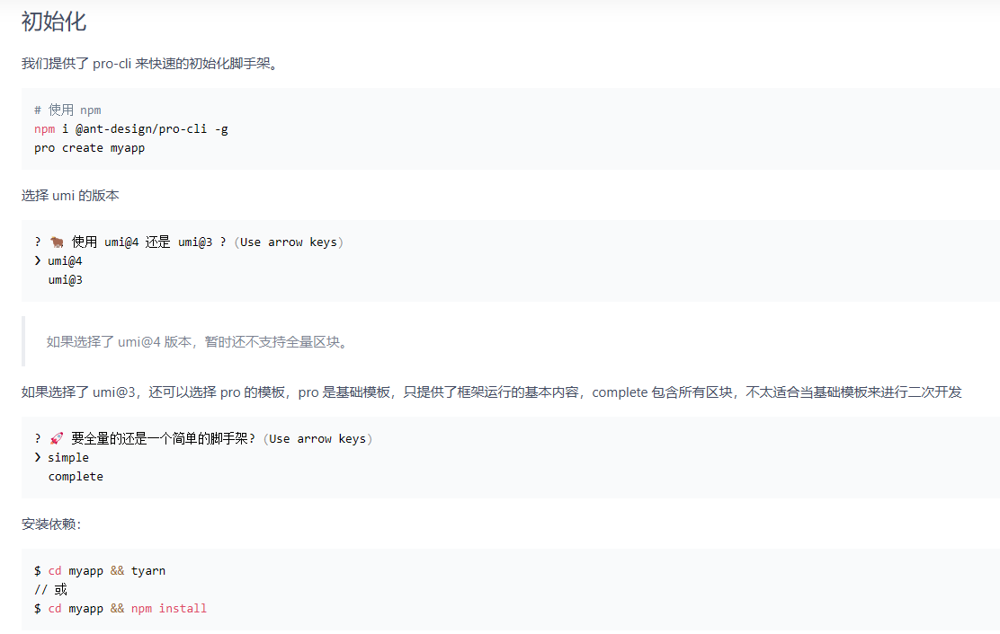 初始化
我们提供了 pro-cli 来快速的初始化脚手架。
# 使用 npm
npm i @ant-design/pro-cli -g
pro create myapp
选择 umi 的版本
? 🐂 使用 umi@4 还是 umi@3 ? (Use arrow keys)
❯ umi@4
umi@3
如果选择了 umi@4 版本，暂时还不支持全量区块。
如果选择了 umi@3，还可以选择 pro 的模板，pro 是基础模板，只提供了框架运行的基本内容，complete 包含所有区块，不太适合当基础模板来进行二次开发
? 🚀 要全量的还是一个简单的脚手架? (Use arrow keys)
❯ simple
complete
安装依赖：
$ cd myapp && tyarn
// 或
$ cd myapp && npm install